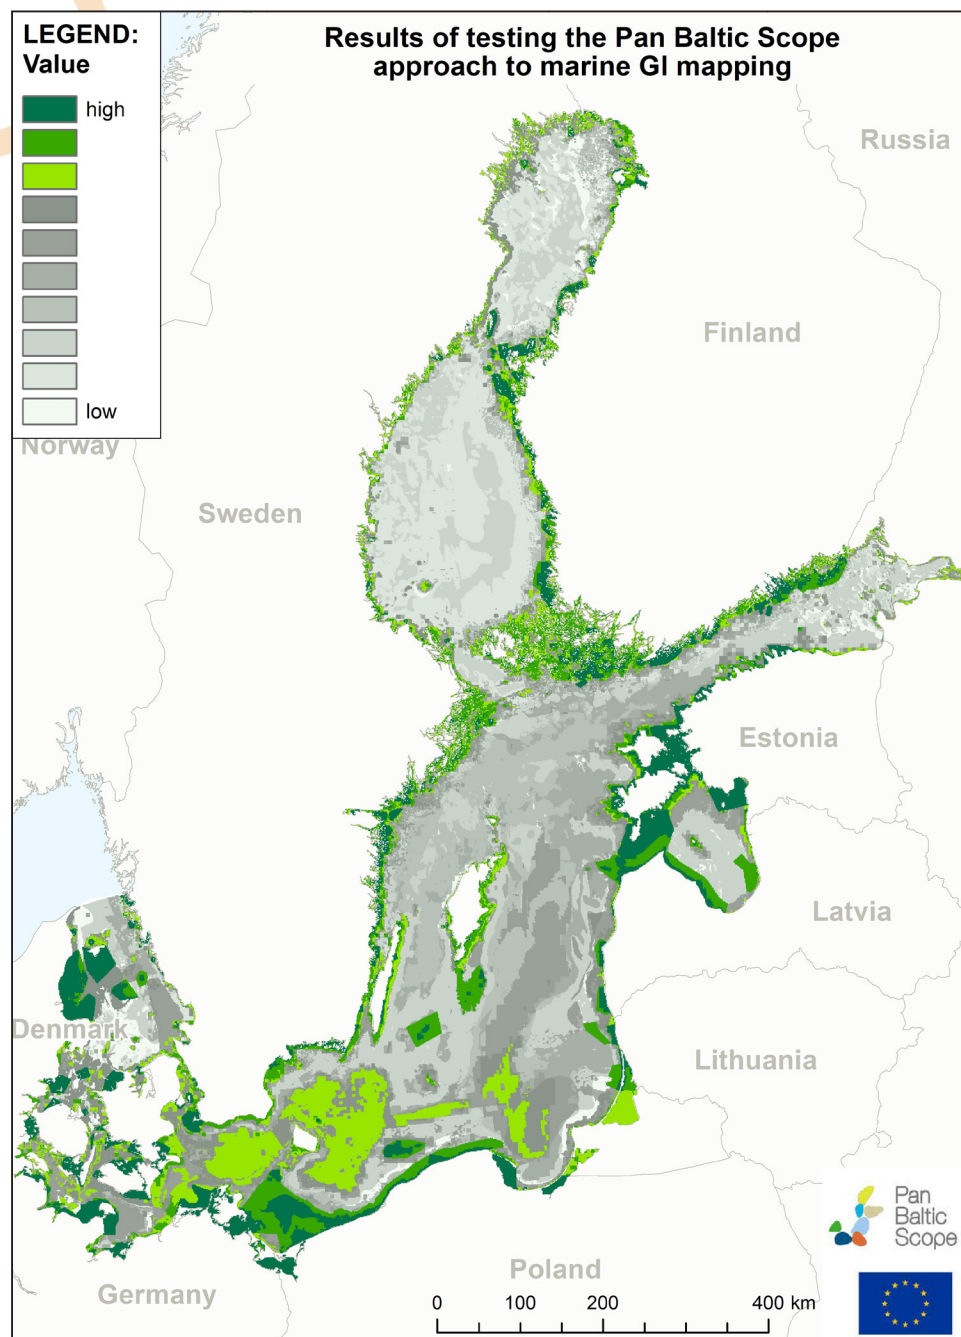 LEGEND:
Value
high
low
Results of testing the Pan Baltic Scope
approach to marine GI mapping
Russia
Finland
Norway
Sweden
Estonia
Latvia
Denmark
Lithuania
Pan
Baltic
Scope
Poland
Germany
0 100 200 400 km